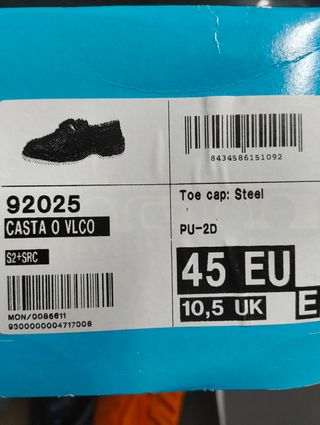 8434586151092
92025
CASTA O VLCO
S2+SRC
MON/0086611
9300000004717008
Toe cap: Steel
PU-2D
45 EU
10,5 UK
E